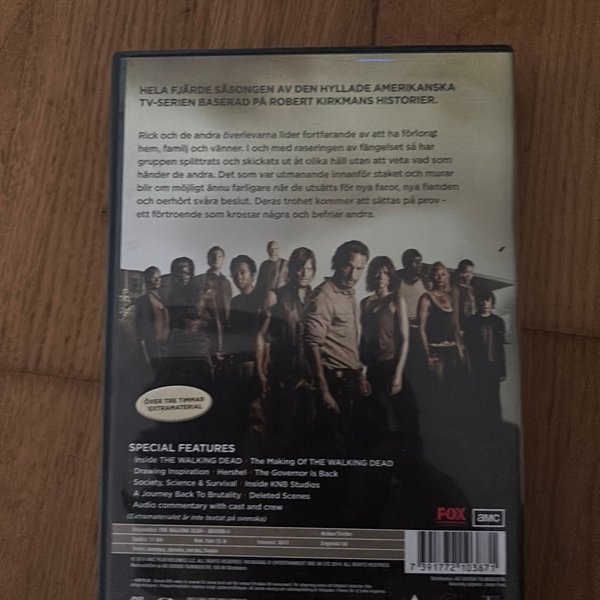 HELA FJÄRDE SÄSONGEN AV DEN HYLLADE AMERIKANSKA
TV-SERIEN BASERAD PÅ ROBERT KIRKMANS HISTORIER.
Rick och de andra överlevarna lider fortfarande av att ha förlorat
hem, familj och vänner. I och med raseringen av fängelset så har
gruppen splittrats och skickats ut åt olika håll utan att veta vad som
händer de andra. Det som var utmanande innanför staket och murar
blir om möjligt ännu farligare när de utsätts för nya faror, nya fienden
och oerhört svåra beslut. Deras trohet kommer att sättas på prov -
ett förtroende som krossar några och befriar andra.
ÖVER TRE TIMMAR
EXTRAMATERIAL
SPECIAL FEATURES
· Inside THE WALKING DEAD · The Making Of THE WALKING DEAD
Drawing Inspiration · Hershel · The Governor Is Back
Society, Science & Survival · Inside KNB Studios
A Journey Back To Brutality · Deleted Scenes
Audio commentary with cast and crew
(Extramaterialet är inte textat på svenska)
FOX
amc
7 391772 103671